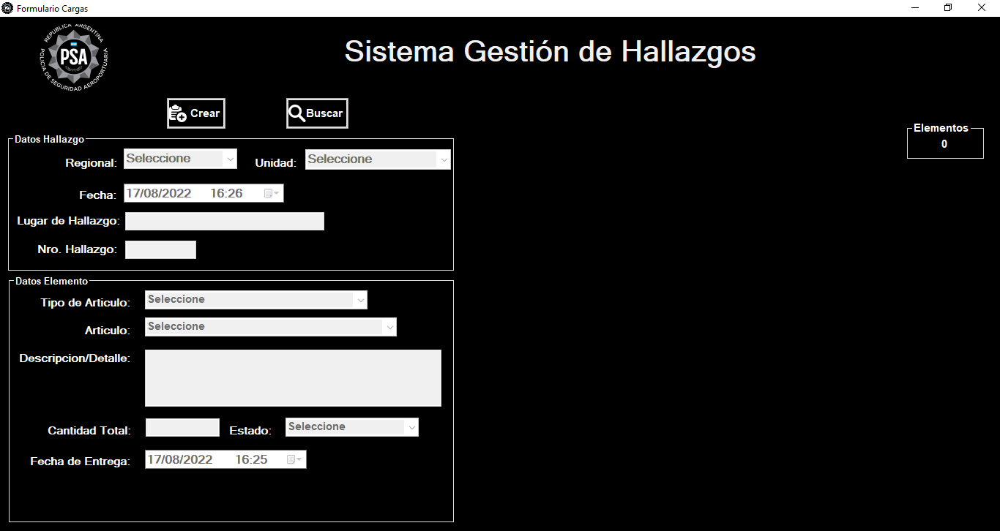 Formulario Cargas
REPUBLICA ARGENTINA
PSA
POLICIA DE SEGURIDAD AEROPORTUARIA
Sistema Gestión de Hallazgos
Crear
Buscar
Elementos
0
Datos Hallazgo
Regional: Seleccione Unidad: Seleccione
Fecha: 17/08/2022 16:26
Lugar de Hallazgo:
Nro. Hallazgo:
Datos Elemento
Tipo de Articulo: Seleccione
Articulo: Seleccione
Descripcion/Detalle:
Cantidad Total: Estado: Seleccione
Fecha de Entrega: 17/08/2022 16:25